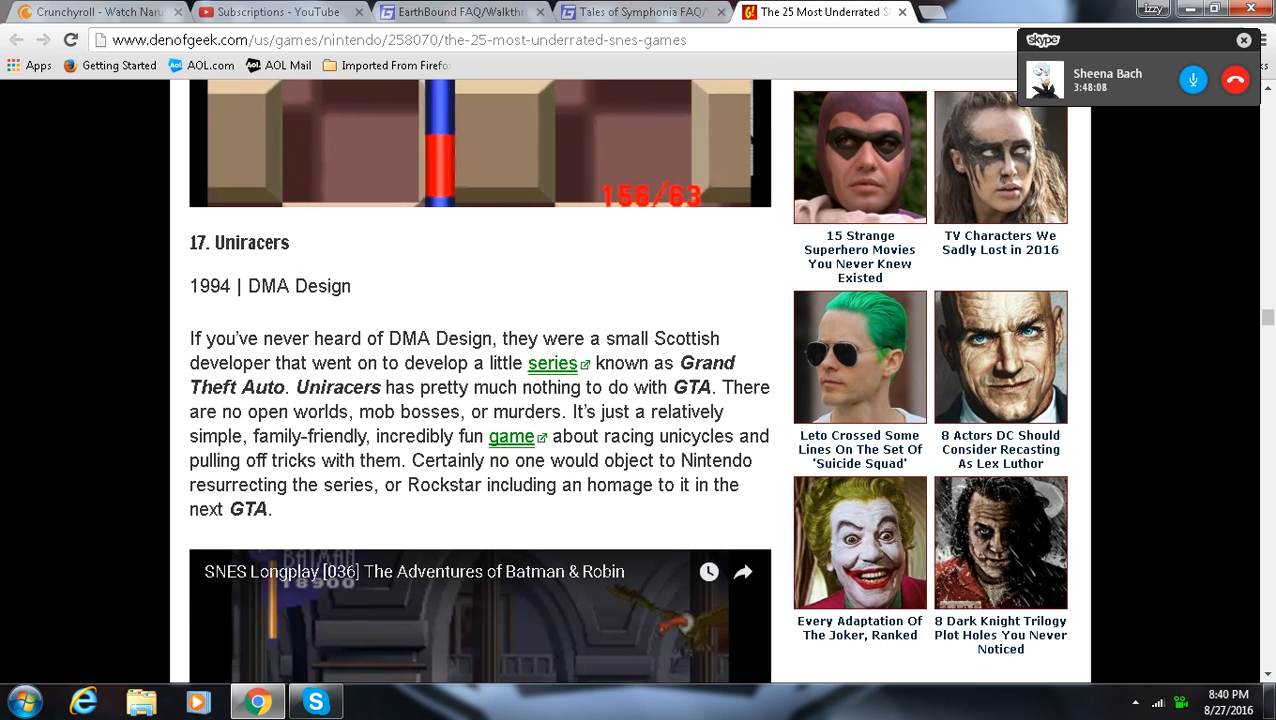 Crunchyroll - Watch Naru
Subscriptions - YouTube
EarthBound FAQ/Walkthr
Tales of Symphonia FAQ/
The 25 Most Underrated S
Izzy
www.denofgeek.com/us/games/nintendo/258070/the-25-most-underrated-snes-games
Apps
Getting Started
AOL.com
AOL Mail
Imported From Firefo
skype
Sheena Bach
3:48:08
156/63
17. Uniracers
1994 | DMA Design
If you've never heard of DMA Design, they were a small Scottish
developer that went on to develop a little series known as Grand
Theft Auto. Uniracers has pretty much nothing to do with GTA. There
are no open worlds, mob bosses, or murders. It's just a relatively
simple, family-friendly, incredibly fun game about racing unicycles and
pulling off tricks with them. Certainly no one would object to Nintendo
resurrecting the series, or Rockstar including an homage to it in the
next GTA.
BATMAN
SNES Longplay [036] The Adventures of Batman & Robin
15 Strange
Superhero Movies
You Never Knew
Existed
TV Characters We
Sadly Lost in 2016
Leto Crossed Some
Lines On The Set Of
'Suicide Squad'
8 Actors DC Should
Consider Recasting
As Lex Luthor
Every Adaptation Of
The Joker, Ranked
8 Dark Knight Trilogy
Plot Holes You Never
Noticed
8:40 PM
8/27/2016